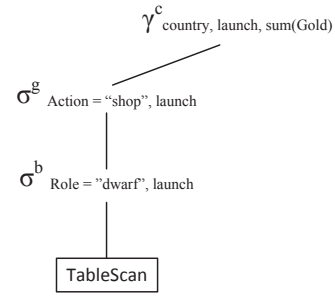 γ^c country, launch, sum(Gold)
σ^g Action = “shop”, launch
σ^b Role = ”dwarf”, launch
TableScan